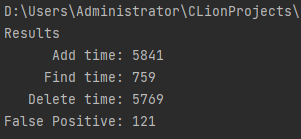 D:\Users\Administrator\CLionProjects\
Results
Add time: 5841
Find time: 759
Delete time: 5769
False Positive: 121